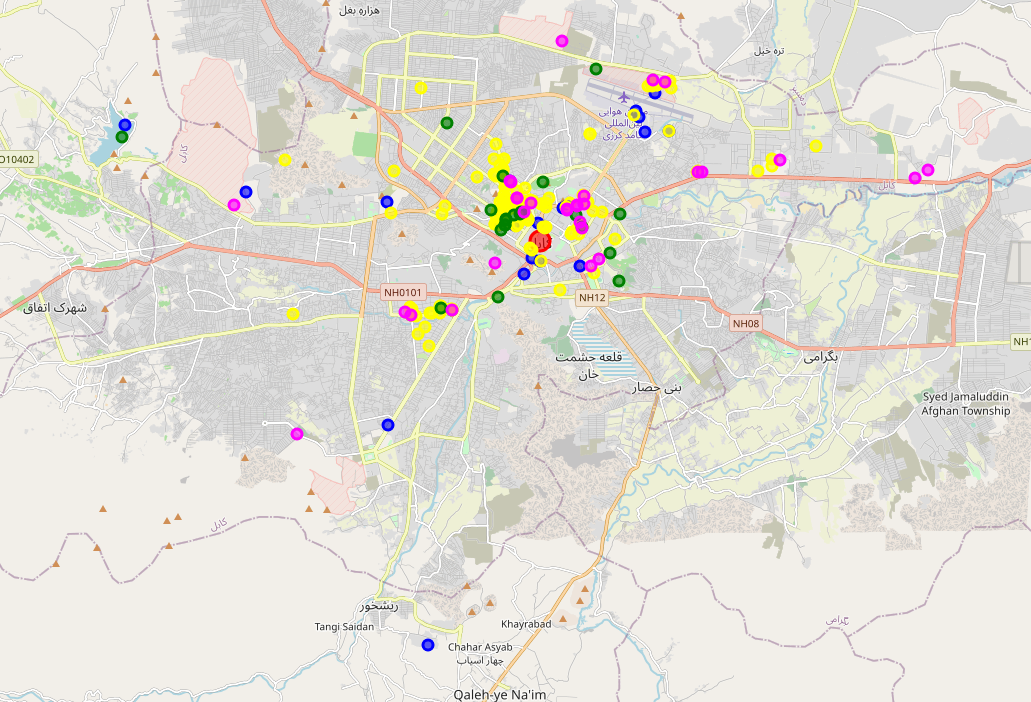 هزاره بغل
تره خیل
هوایی
بین‌المللی
حامد کرزی
O10402
کابل
کابل
NH0101
NH12
NH08
NH1
شهرک اتفاق
قلعه حشمت
خان
بنی حصار
بگرامی
Syed Jamaluddin
Afghan Township
کابل
ریشخور
Tangi Saidan
Khayrabad
Chahar Asyab
چهار اسیاب
Qaleh-ye Na'im